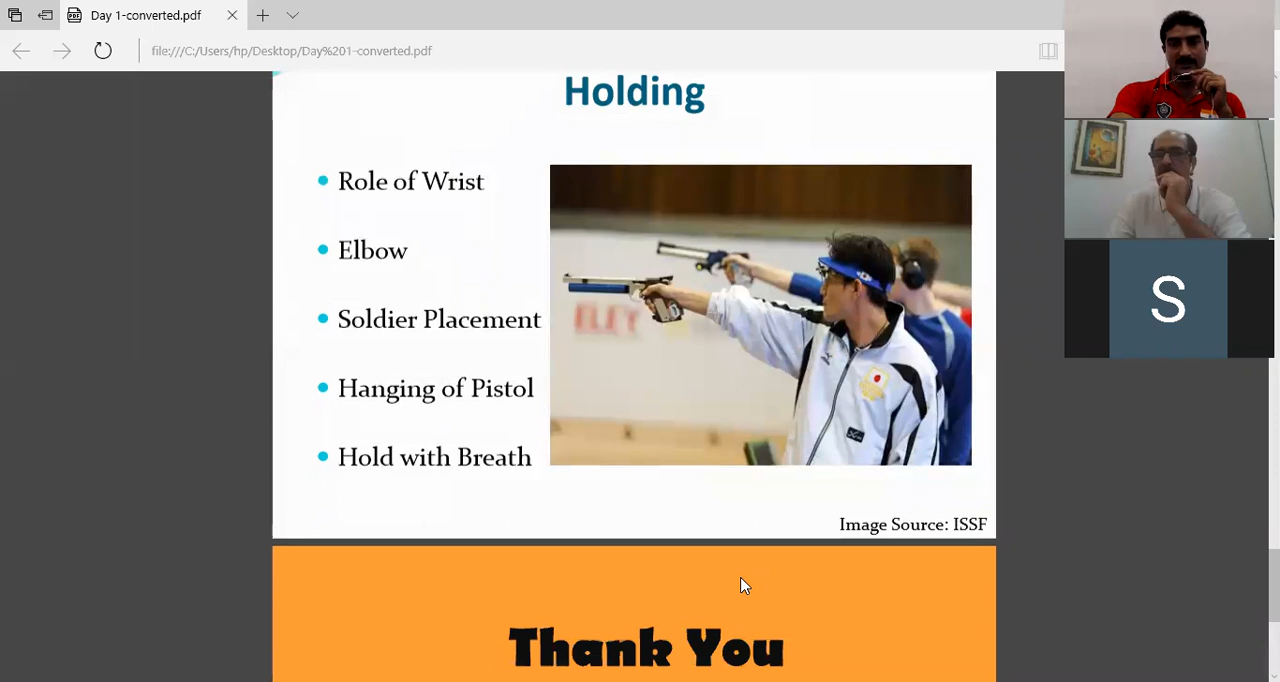 Day 1-converted.pdf
file:///C:/Users/hp/Desktop/Day%201-converted.pdf
Holding
Role of Wrist
Elbow
Soldier Placement
Hanging of Pistol
Hold with Breath
ELEY
Image Source: ISSF
Thank You
S